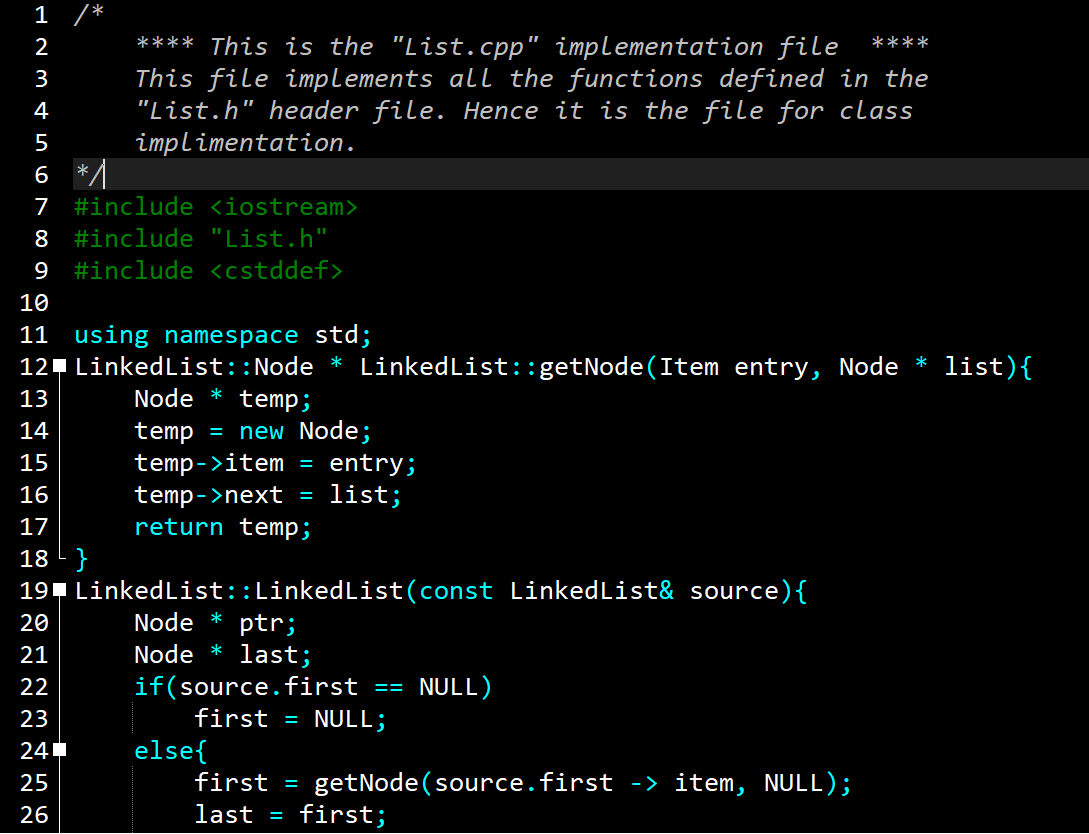 1 /*
2 **** This is the "List.cpp" implementation file ****
3 This file implements all the functions defined in the
4 "List.h" header file. Hence it is the file for class
5 implimentation.
6 */
7 #include <iostream>
8 #include "List.h"
9 #include <cstddef>
10
11 using namespace std;
12 LinkedList::Node * LinkedList::getNode(Item entry, Node * list){
13 Node * temp;
14 temp = new Node;
15 temp->item = entry;
16 temp->next = list;
17 return temp;
18 }
19 LinkedList::LinkedList(const LinkedList& source){
20 Node * ptr;
21 Node * last;
22 if(source.first == NULL)
23 first = NULL;
24 else{
25 first = getNode(source.first -> item, NULL);
26 last = first;